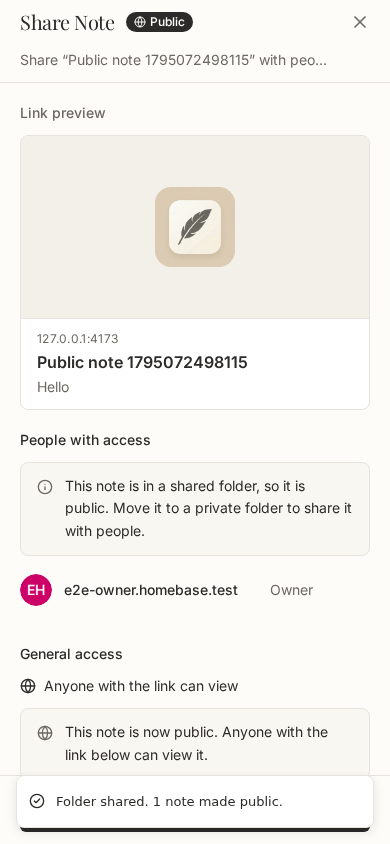 Share Note
Public
Share “Public note 1795072498115” with peo…
Link preview
127.0.0.1:4173
Public note 1795072498115
Hello
People with access
This note is in a shared folder, so it is
public. Move it to a private folder to share it
with people.
EH
e2e-owner.homebase.test
Owner
General access
Anyone with the link can view
This note is now public. Anyone with the
link below can view it.
Folder shared. 1 note made public.